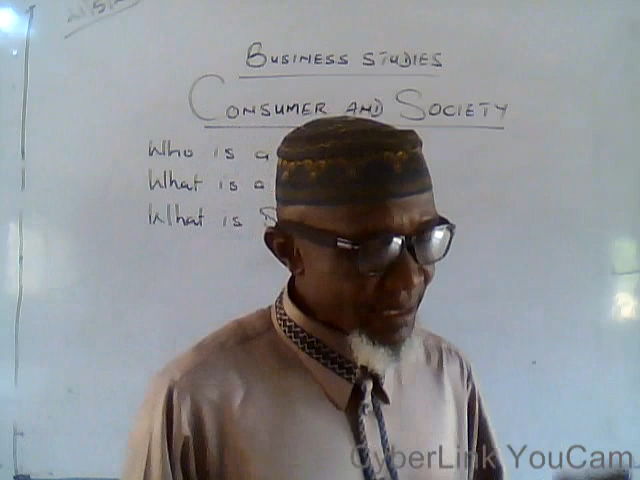 BUSINESS STUDIES
CONSUMER AND SOCIETY
Who is a
What is a
What is
CyberLink YouCam